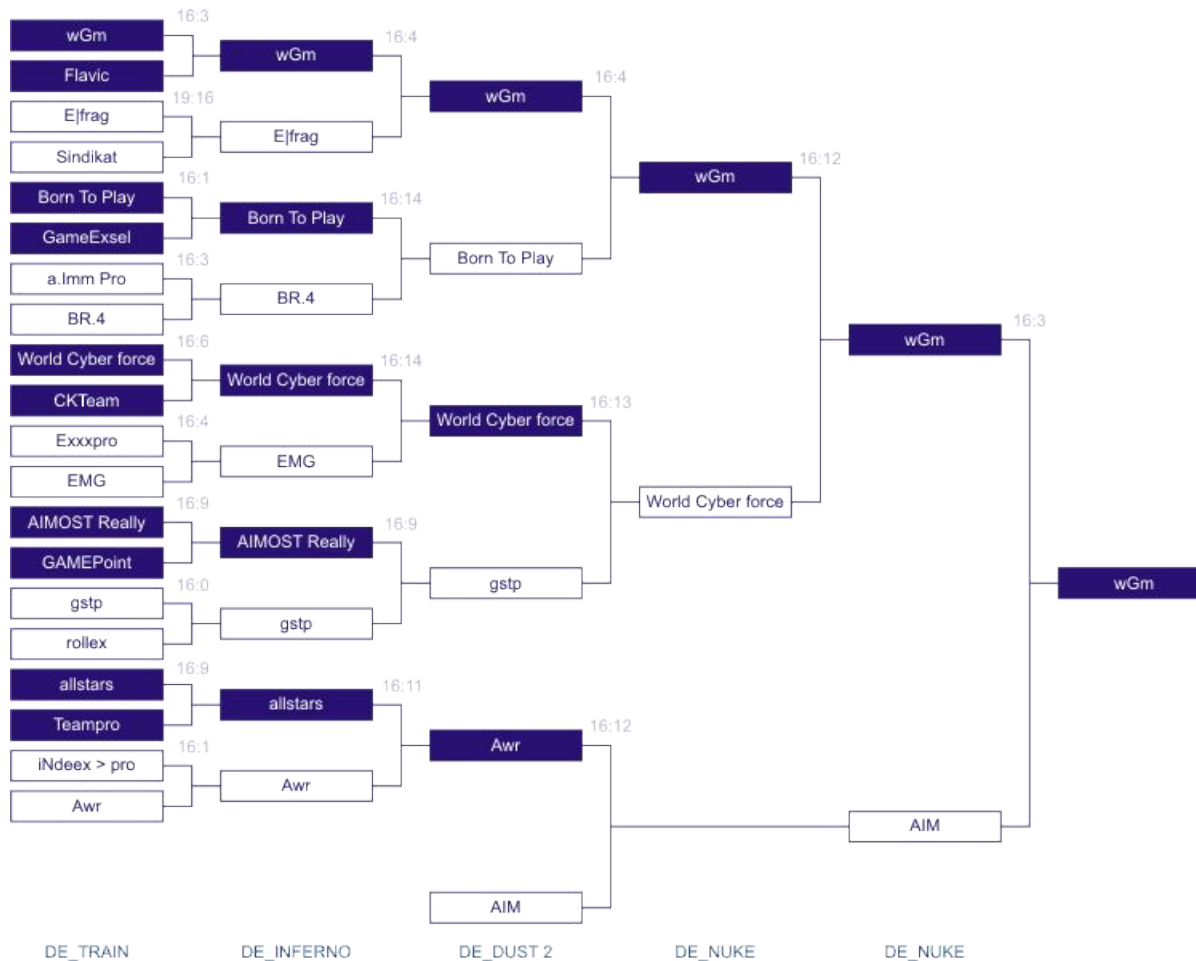 16:3
wGm
Flavic
19:16
E|frag
Sindikat
16:1
Born To Play
GameExsel
16:3
a.Imm Pro
BR.4
16:6
World Cyber force
CKTeam
16:4
Exxxpro
EMG
16:9
AIMOST Really
GAMEPoint
16:0
gstp
rollex
16:9
allstars
Teampro
16:1
iNdeex > pro
Awr
DE_TRAIN
16:4
wGm
E|frag
16:14
Born To Play
BR.4
16:14
World Cyber force
EMG
16:9
AIMOST Really
gstp
16:11
allstars
Awr
DE_INFERNO
16:4
wGm
Born To Play
16:13
World Cyber force
gstp
16:12
Awr
AIM
DE_DUST 2
16:12
wGm
World Cyber force
DE_NUKE
16:3
wGm
AIM
DE_NUKE
wGm